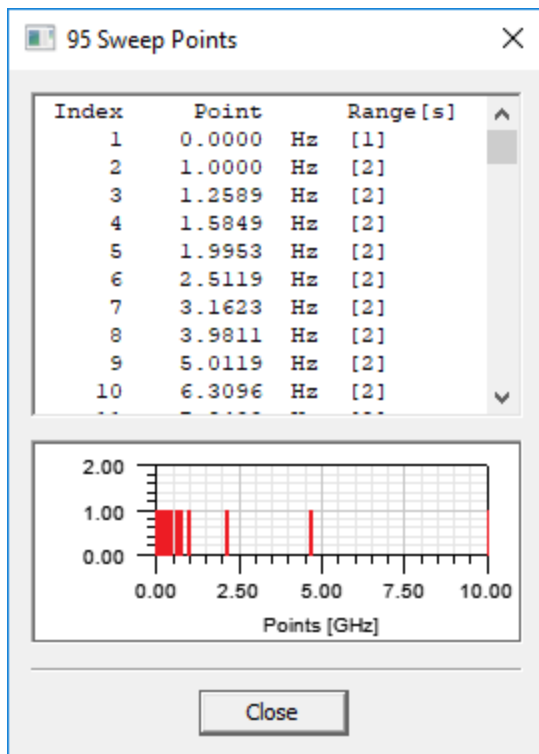 95 Sweep Points
Index Point Range[s]
1 0.0000 Hz [1]
2 1.0000 Hz [2]
3 1.2589 Hz [2]
4 1.5849 Hz [2]
5 1.9953 Hz [2]
6 2.5119 Hz [2]
7 3.1623 Hz [2]
8 3.9811 Hz [2]
9 5.0119 Hz [2]
10 6.3096 Hz [2]
2.00
1.00
0.00
0.00 2.50 5.00 7.50 10.00
Points [GHz]
Close